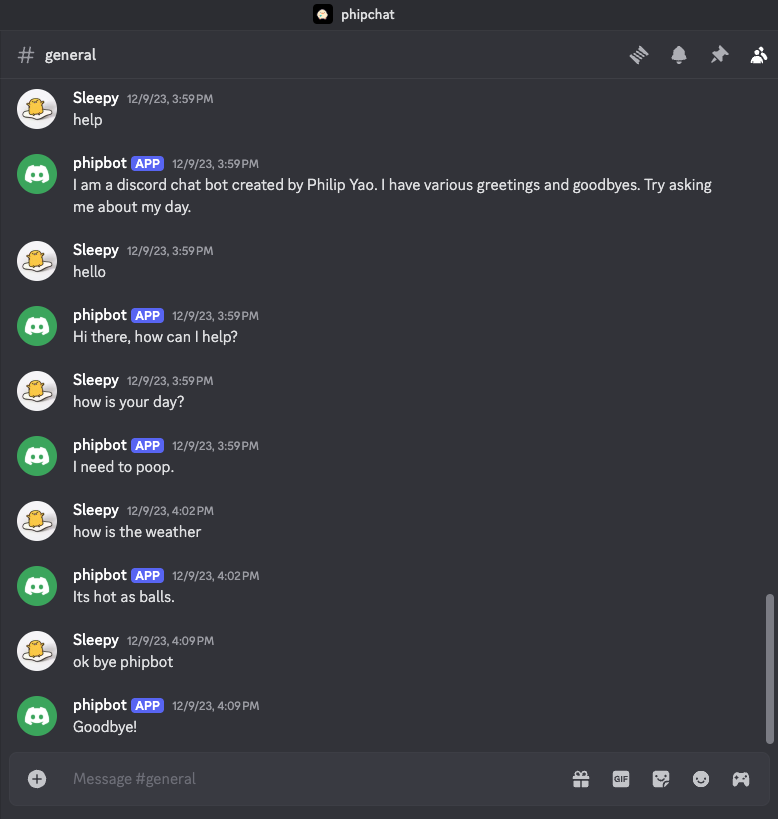 phipchat
# general
Sleepy 12/9/23, 3:59 PM
help
phipbot APP 12/9/23, 3:59 PM
I am a discord chat bot created by Philip Yao. I have various greetings and goodbyes. Try asking
me about my day.
Sleepy 12/9/23, 3:59 PM
hello
phipbot APP 12/9/23, 3:59 PM
Hi there, how can I help?
Sleepy 12/9/23, 3:59 PM
how is your day?
phipbot APP 12/9/23, 3:59 PM
I need to poop.
Sleepy 12/9/23, 4:02 PM
how is the weather
phipbot APP 12/9/23, 4:02 PM
Its hot as balls.
Sleepy 12/9/23, 4:09 PM
ok bye phipbot
phipbot APP 12/9/23, 4:09 PM
Goodbye!
Message #general GIF